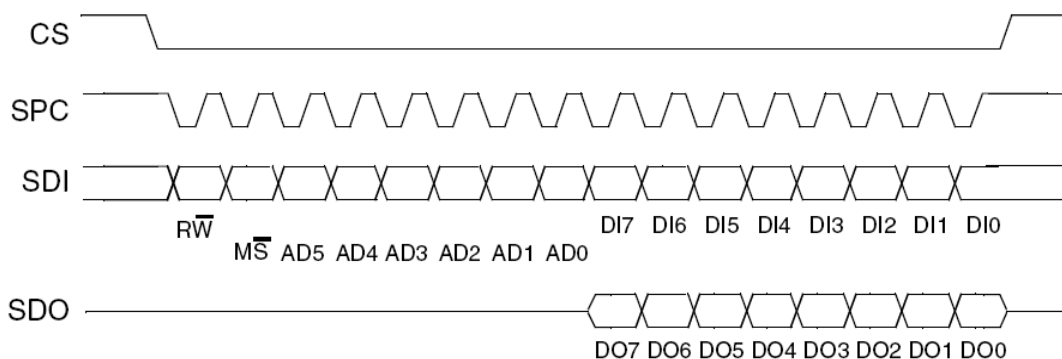 CS
SPC
SDI
RW̅ DI7 DI6 DI5 DI4 DI3 DI2 DI1 DI0
MS̅ AD5 AD4 AD3 AD2 AD1 AD0
SDO
DO7 DO6 DO5 DO4 DO3 DO2 DO1 DO0